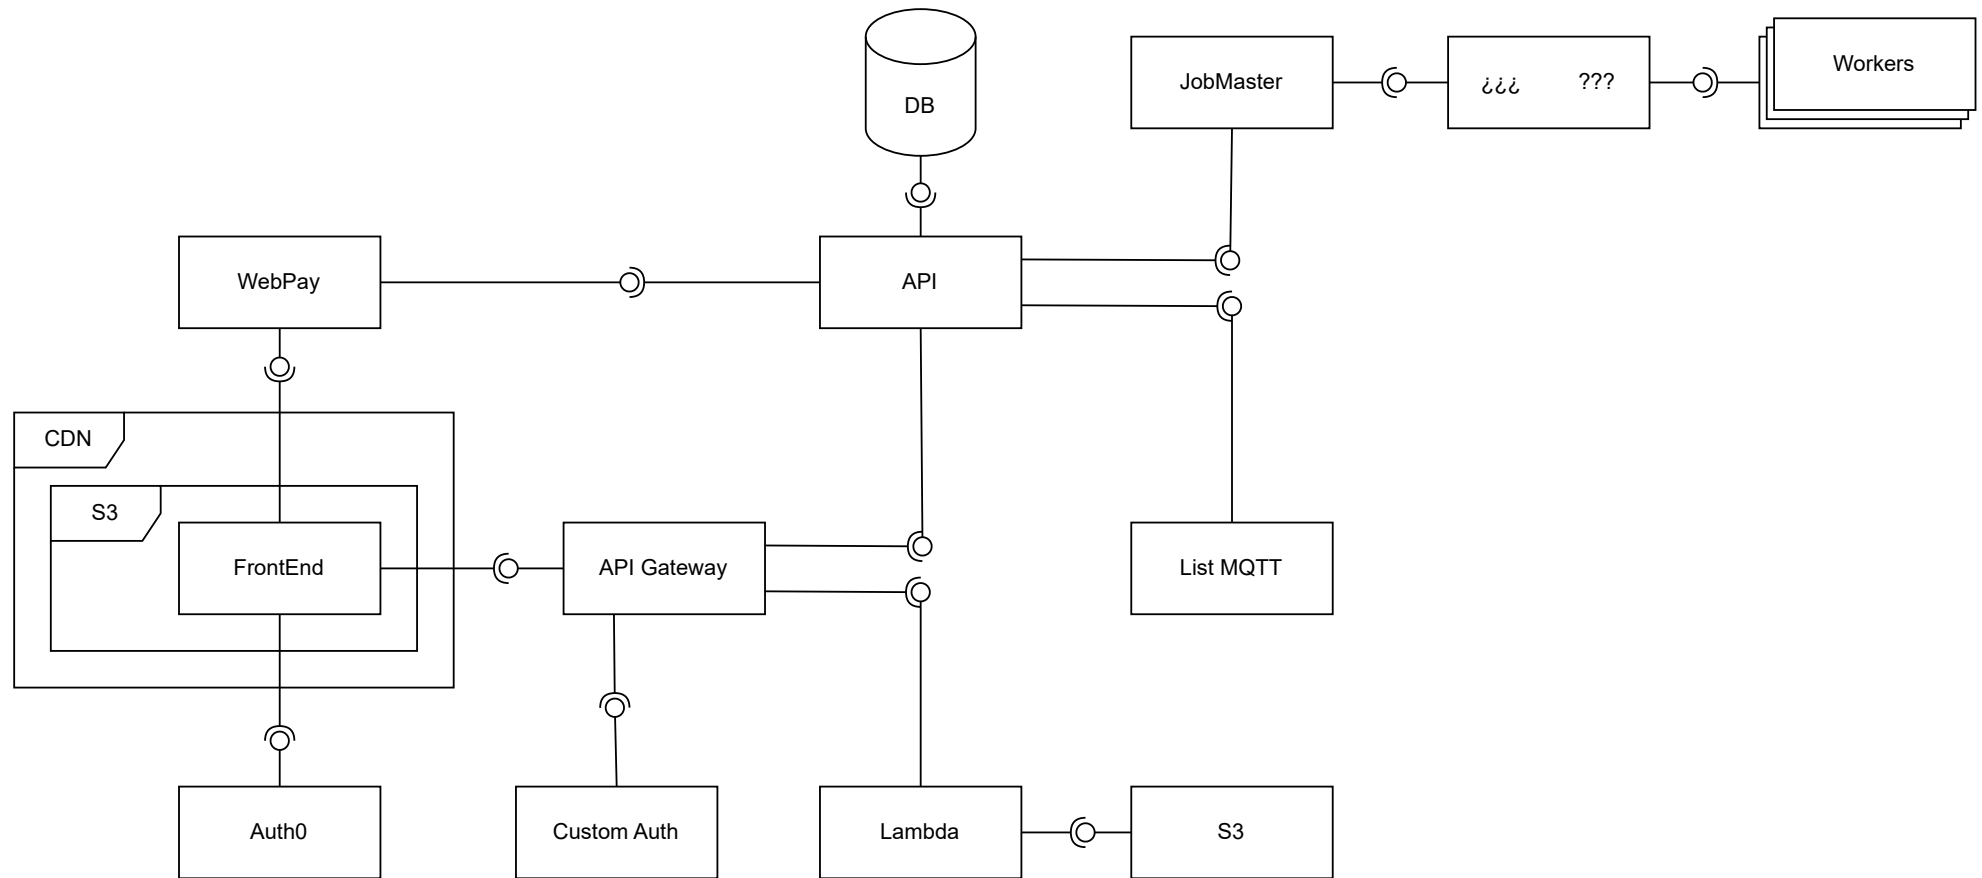 DB
JobMaster
¿¿¿ ???
Workers
WebPay
API
CDN
S3
FrontEnd
API Gateway
List MQTT
Auth0
Custom Auth
Lambda
S3